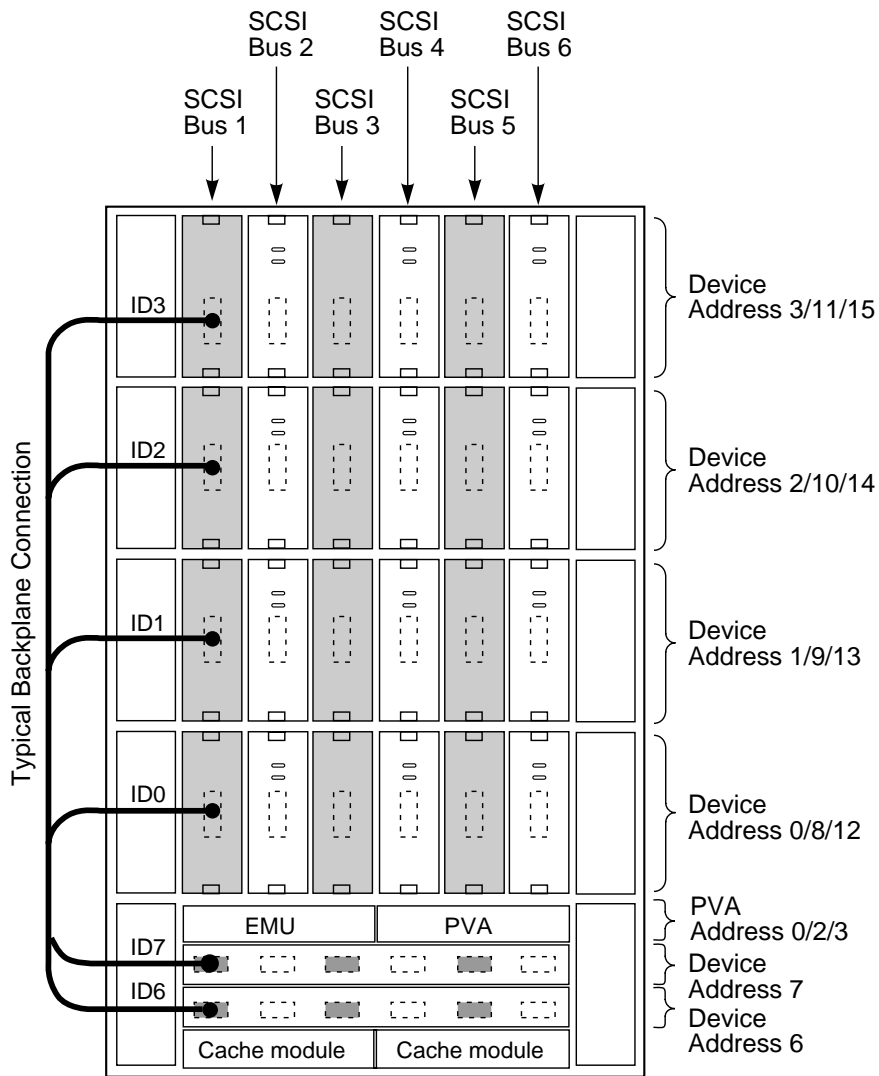 SCSI
Bus 2
SCSI
Bus 4
SCSI
Bus 6
SCSI
Bus 1
SCSI
Bus 3
SCSI
Bus 5
Typical Backplane Connection
ID3
Device
Address 3/11/15
ID2
Device
Address 2/10/14
ID1
Device
Address 1/9/13
ID0
Device
Address 0/8/12
EMU
PVA
PVA
Address 0/2/3
ID7
Device
Address 7
ID6
Device
Address 6
Cache module
Cache module